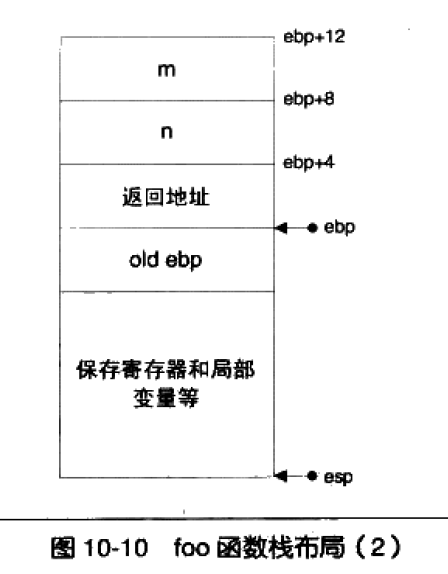 ebp+12
m
ebp+8
n
ebp+4
返回地址
ebp
old ebp
保存寄存器和局部
变量等
esp
图 10-10 foo 函数栈布局（2）